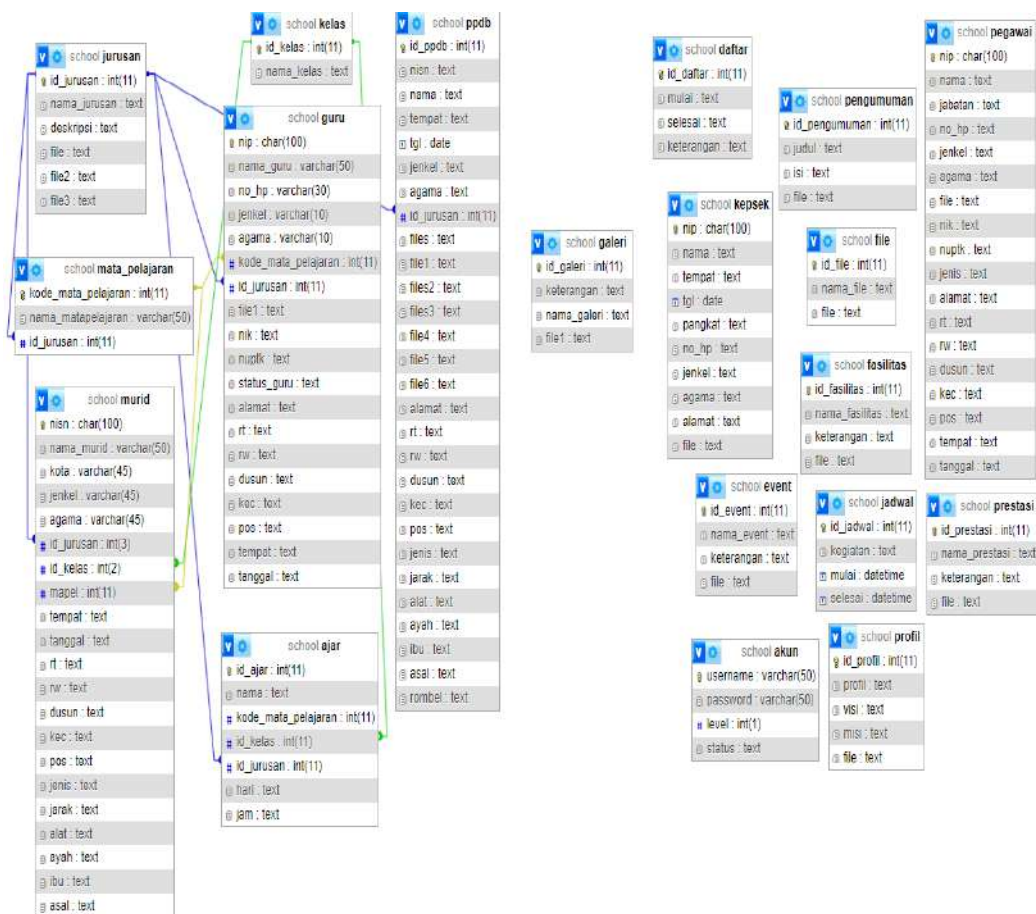 school jurusan
id_jurusan : int(11)
nama_jurusan : text
deskripsi : text
file : text
file2 : text
file3 : text
school mata_pelajaran
kode_mata_pelajaran : int(11)
nama_matapelajaran : varchar(50)
id_jurusan : int(11)
school murid
nisn : char(100)
nama_murid : varchar(50)
kota : varchar(45)
jenkel : varchar(45)
agama : varchar(45)
id_jurusan : int(3)
id_kelas : int(2)
mapel : int(11)
tempat : text
tanggal : text
rt : text
rw : text
dusun : text
kec : text
pos : text
jenis : text
jarak : text
alat : text
ayah : text
ibu : text
asal : text
school kelas
id_kelas : int(11)
nama_kelas : text
school guru
nip : char(100)
nama_guru : varchar(50)
no_hp : varchar(30)
jenkel : varchar(10)
agama : varchar(10)
kode_mata_pelajaran : int(11)
id_jurusan : int(11)
file1 : text
nik : text
nuptk : text
status_guru : text
alamat : text
rt : text
rw : text
dusun : text
kec : text
pos : text
tempat : text
tanggal : text
school ajar
id_ajar : int(11)
nama : text
kode_mata_pelajaran : int(11)
id_kelas : int(11)
id_jurusan : int(11)
hari : text
jam : text
school ppdb
id_ppdb : int(11)
nisn : text
nama : text
tempat : text
tgl : date
jenkel : text
agama : text
id_jurusan : int(11)
files : text
file1 : text
files2 : text
files3 : text
file4 : text
file5 : text
file6 : text
alamat : text
rt : text
rw : text
dusun : text
kec : text
pos : text
jenis : text
jarak : text
alat : text
ayah : text
ibu : text
asal : text
rombel : text
school galeri
id_galeri : int(11)
keterangan : text
nama_galeri : text
file1 : text
school daftar
id_daftar : int(11)
mulai : text
selesai : text
keterangan : text
school kepsek
nip : char(100)
nama : text
tempat : text
tgl : date
pangkat : text
no_hp : text
jenkel : text
agama : text
alamat : text
file : text
school event
id_event : int(11)
nama_event : text
keterangan : text
file : text
school akun
username : varchar(50)
password : varchar(50)
level : int(1)
status : text
school pengumuman
id_pengumuman : int(11)
judul : text
isi : text
file : text
school file
id_file : int(11)
nama_file : text
file : text
school fasilitas
id_fasilitas : int(11)
nama_fasilitas : text
keterangan : text
file : text
school jadwal
id_jadwal : int(11)
kegiatan : text
mulai : datetime
selesai : datetime
school profil
id_profil : int(11)
profil : text
visi : text
misi : text
file : text
school pegawai
nip : char(100)
nama : text
jabatan : text
no_hp : text
jenkel : text
agama : text
file : text
nik : text
nuptk : text
jenis : text
alamat : text
rt : text
rw : text
dusun : text
kec : text
pos : text
tempat : text
tanggal : text
school prestasi
id_prestasi : int(11)
nama_prestasi : text
keterangan : text
file : text